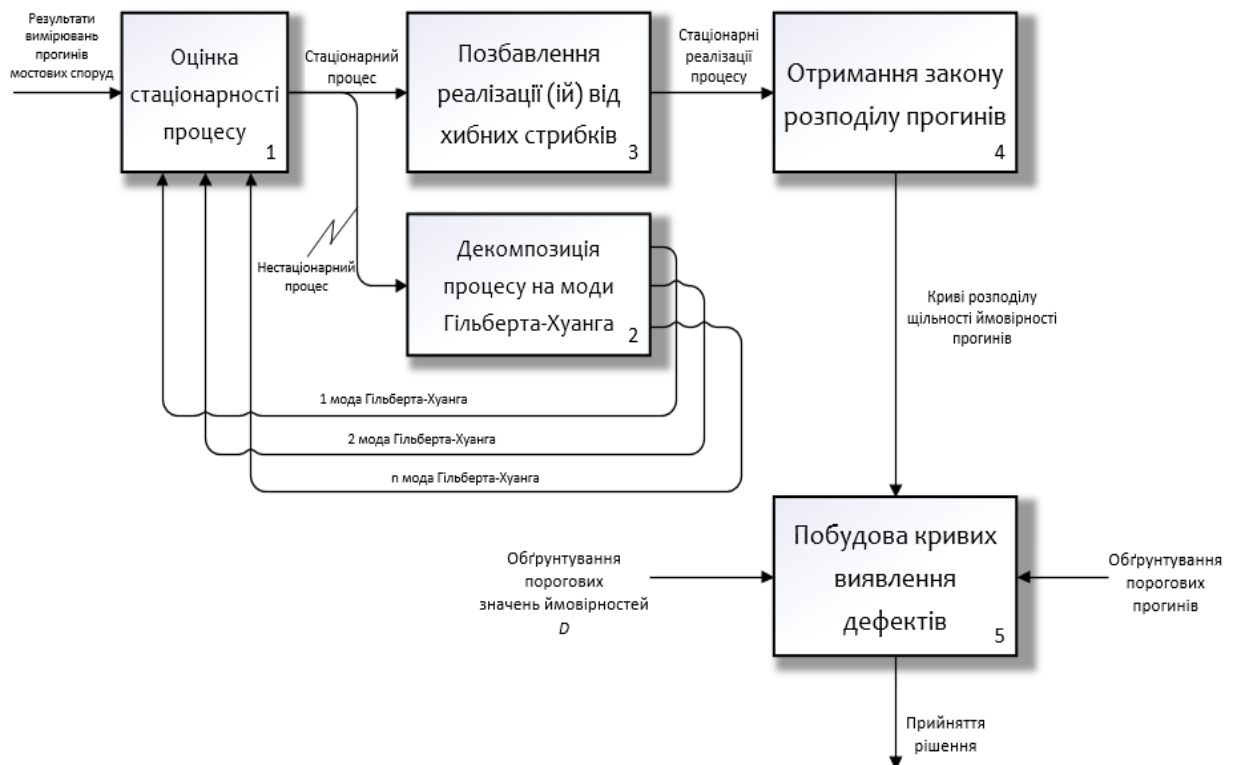 Результати
вимірювань
прогинів
мостових споруд
Оцінка
стаціонарності
процесу
1
Стаціонарний
процес
Позбавлення
реалізації (ій) від
хибних стрибків
3
Стаціонарні
реалізації
процесу
Отримання закону
розподілу прогинів
4
Нестаціонарний
процес
Декомпозиція
процесу на моди
Гільберта-Хуанга
2
1 мода Гільберта-Хуанга
2 мода Гільберта-Хуанга
n мода Гільберта-Хуанга
Криві розподілу
щільності ймовірності
прогинів
Обґрунтування
порогових
значень ймовірностей
D
Побудова кривих
виявлення
дефектів
5
Обґрунтування
порогових
прогинів
Прийняття
рішення